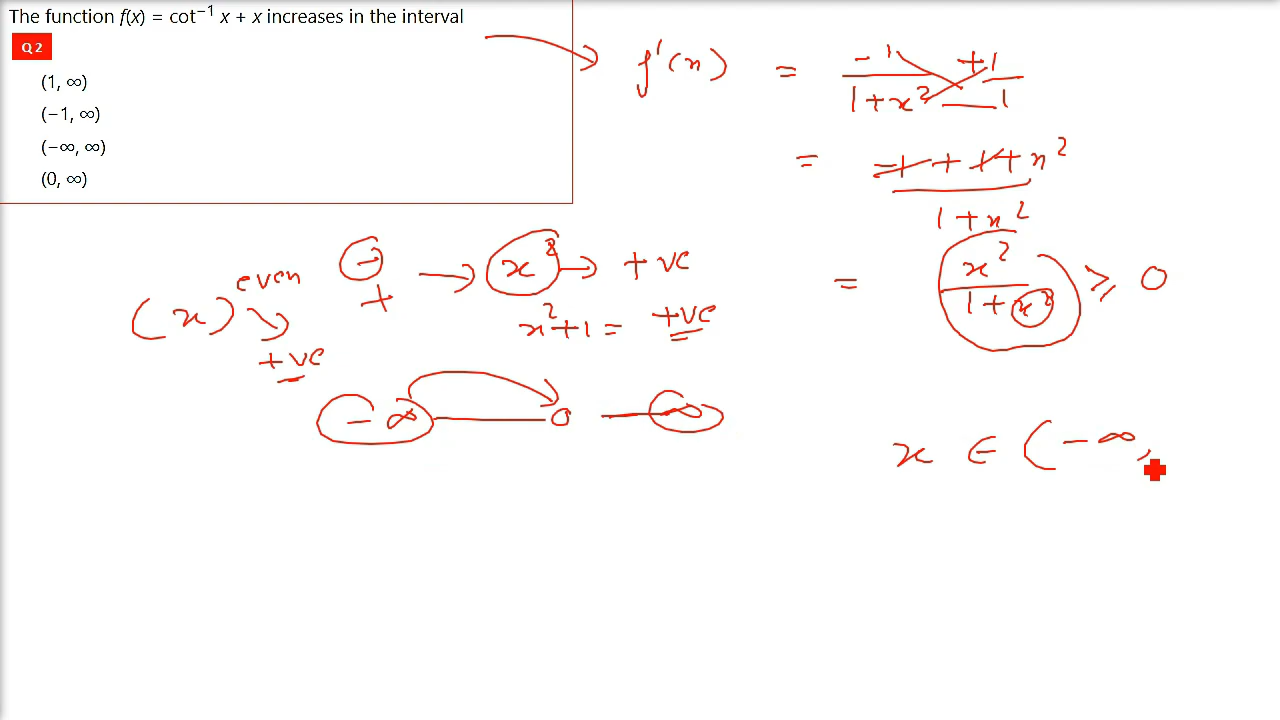 The function f(x) = cot⁻¹ x + x increases in the interval
Q 2
(1, ∞)
(−1, ∞)
(−∞, ∞)
(0, ∞)
f'(x) = -1/1+x² +1/1
= -1 + 1 + x²/1+x²
= x²/1+x² ≥ 0
(x) even → +ve
- + → x² → +ve
x²+1 = +ve
-∞ — 0 — ∞
x ∈ (-∞,